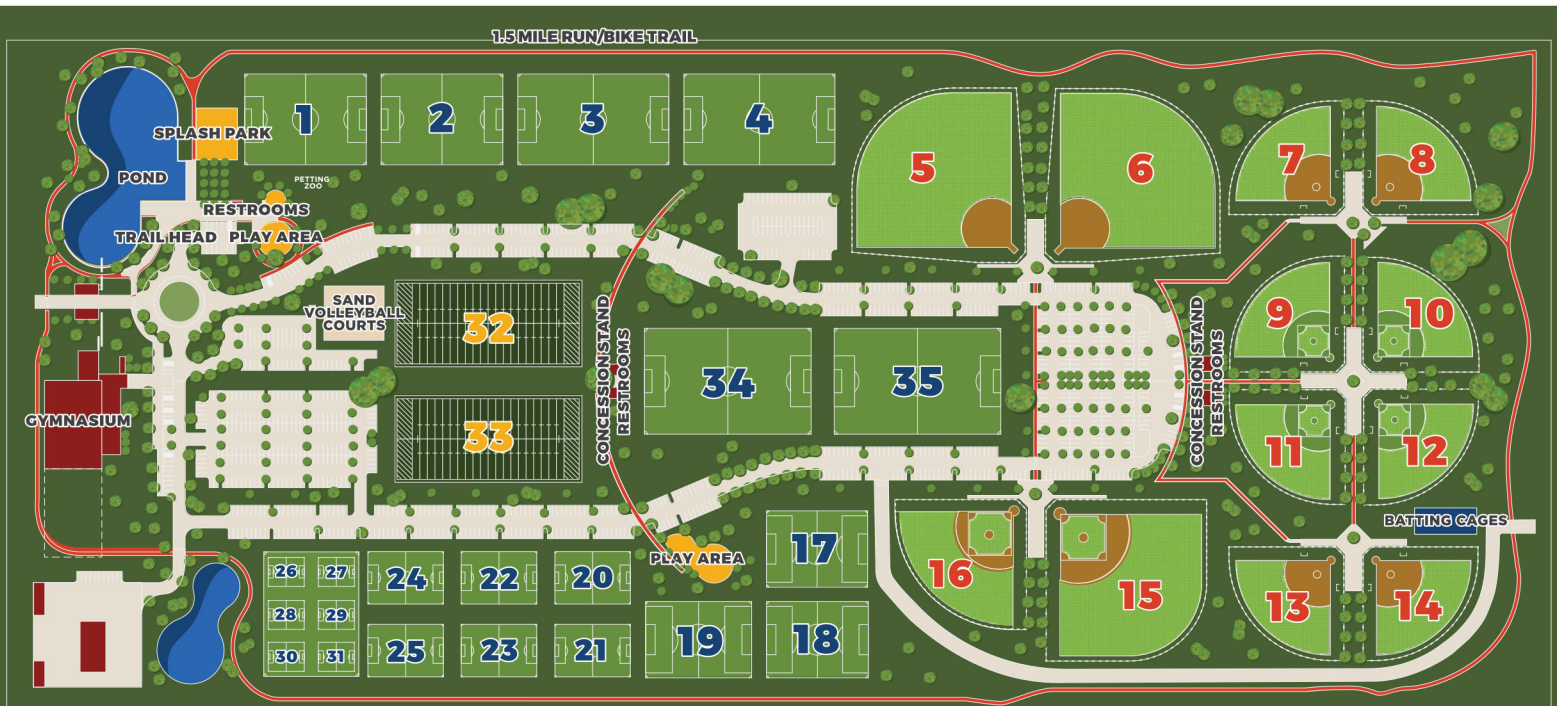 1.5 MILE RUN/BIKE TRAIL
1
2
3
4
SPLASH PARK
POND
PETTING
ZOO
RESTROOMS
TRAIL HEAD
PLAY AREA
5
6
7
8
SAND
VOLLEYBALL
COURTS
32
33
CONCESSION STAND
RESTROOMS
34
35
CONCESSION STAND
RESTROOMS
9
10
11
12
GYMNASIUM
BATTING CAGES
26
27
28
29
30
31
24
22
20
25
23
21
PLAY AREA
17
19
18
16
15
13
14